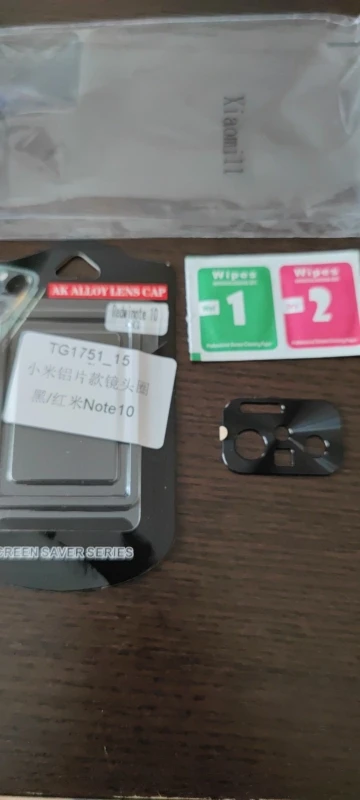 Xiaomi11
AK ALLOY LENS CAP
Redmi note 10
TG1751_15
小米铝片款镜头圈
黑/红米Note10
CREEN SAVER SERIES
Wipes
1
Wipes
2